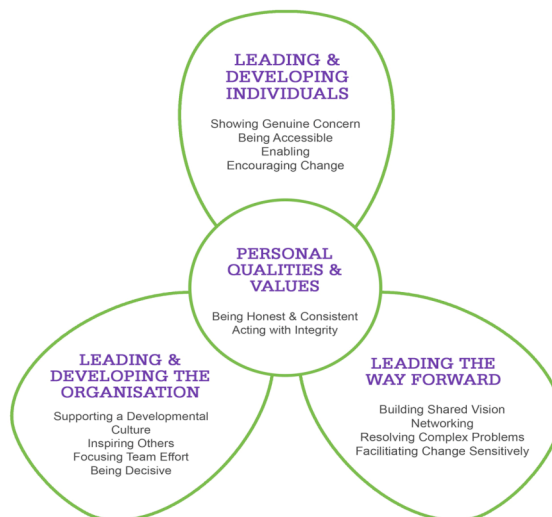 LEADING &
DEVELOPING
INDIVIDUALS
Showing Genuine Concern
Being Accessible
Enabling
Encouraging Change
PERSONAL
QUALITIES &
VALUES
Being Honest & Consistent
Acting with Integrity
LEADING &
DEVELOPING THE
ORGANISATION
Supporting a Developmental
Culture
Inspiring Others
Focusing Team Effort
Being Decisive
LEADING THE
WAY FORWARD
Building Shared Vision
Networking
Resolving Complex Problems
Facilitiating Change Sensitively